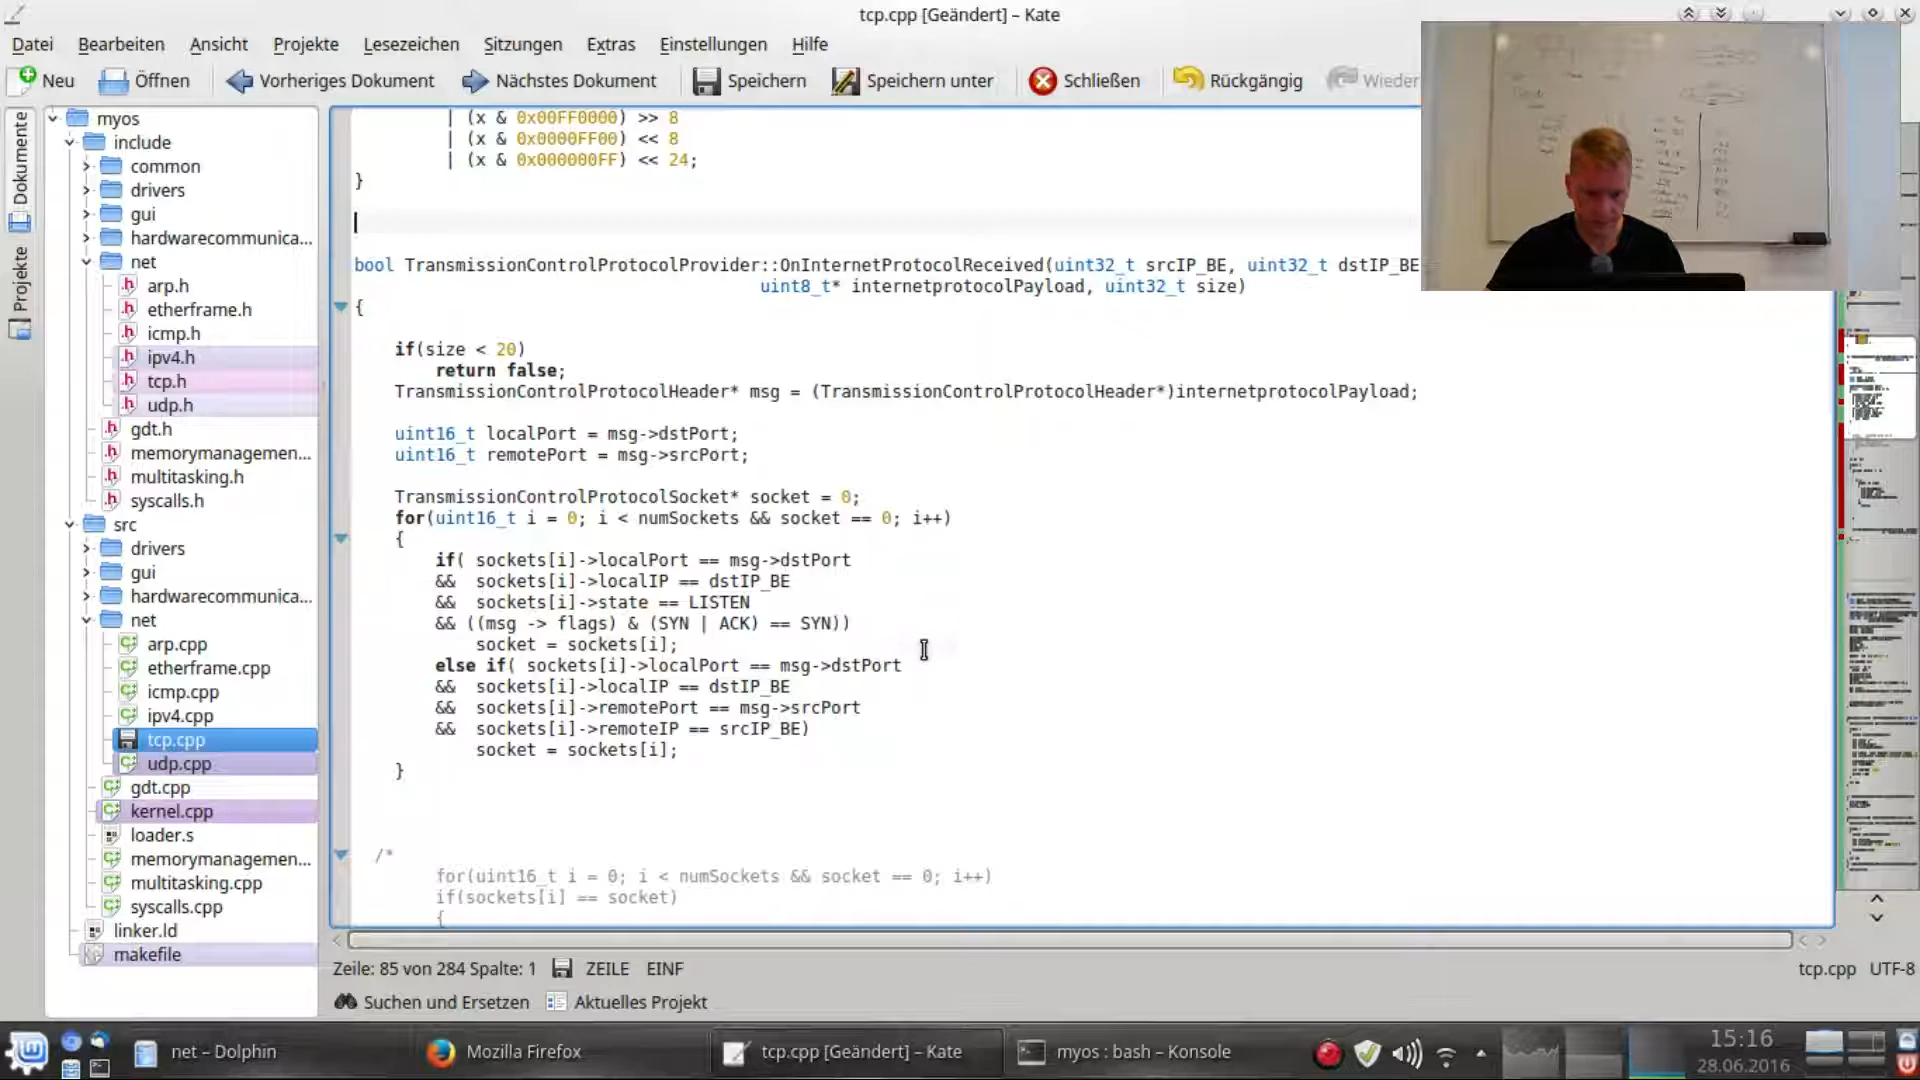 tcp.cpp [Geändert] – Kate
Datei Bearbeiten Ansicht Projekte Lesezeichen Sitzungen Extras Einstellungen Hilfe
Neu Öffnen Vorheriges Dokument Nächstes Dokument Speichern Speichern unter Schließen Rückgängig Wieder
Dokumente
Projekte
myos
include
common
drivers
gui
hardwarecommunica...
net
arp.h
etherframe.h
icmp.h
ipv4.h
tcp.h
udp.h
gdt.h
memorymanagemen...
multitasking.h
syscalls.h
src
drivers
gui
hardwarecommunica...
net
arp.cpp
etherframe.cpp
icmp.cpp
ipv4.cpp
tcp.cpp
udp.cpp
gdt.cpp
kernel.cpp
loader.s
memorymanagemen...
multitasking.cpp
syscalls.cpp
linker.ld
makefile
| (x & 0x00FF0000) >> 8
| (x & 0x0000FF00) << 8
| (x & 0x000000FF) << 24;
}
bool TransmissionControlProtocolProvider::OnInternetProtocolReceived(uint32_t srcIP_BE, uint32_t dstIP_BE
uint8_t* internetprotocolPayload, uint32_t size)
{
if(size < 20)
return false;
TransmissionControlProtocolHeader* msg = (TransmissionControlProtocolHeader*)internetprotocolPayload;
uint16_t localPort = msg->dstPort;
uint16_t remotePort = msg->srcPort;
TransmissionControlProtocolSocket* socket = 0;
for(uint16_t i = 0; i < numSockets && socket == 0; i++)
{
if( sockets[i]->localPort == msg->dstPort
&& sockets[i]->localIP == dstIP_BE
&& sockets[i]->state == LISTEN
&& ((msg -> flags) & (SYN | ACK) == SYN))
socket = sockets[i];
else if( sockets[i]->localPort == msg->dstPort
&& sockets[i]->localIP == dstIP_BE
&& sockets[i]->remotePort == msg->srcPort
&& sockets[i]->remoteIP == srcIP_BE)
socket = sockets[i];
}
/*
for(uint16_t i = 0; i < numSockets && socket == 0; i++)
if(sockets[i] == socket)
{
Zeile: 85 von 284 Spalte: 1 ZEILE EINF tcp.cpp UTF-8
Suchen und Ersetzen Aktuelles Projekt
net – Dolphin Mozilla Firefox tcp.cpp [Geändert] – Kate myos : bash – Konsole 15:16
28.06.2016